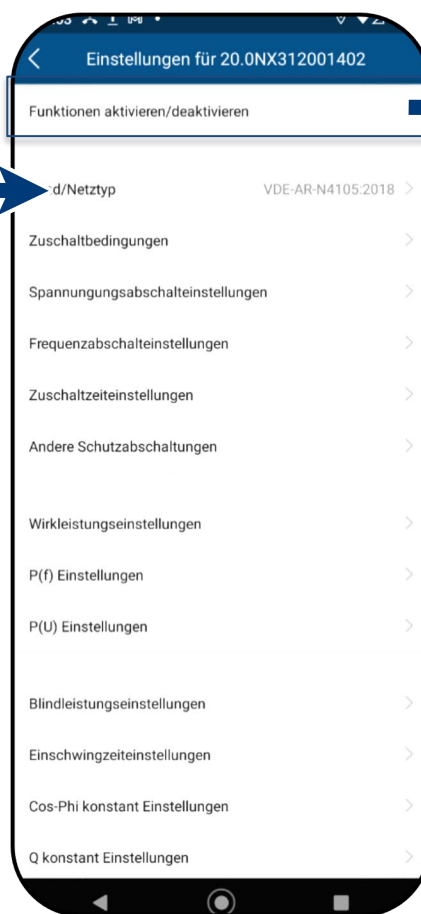 Einstellungen für 20.0NX312001402
Funktionen aktivieren/deaktivieren
d/Netztyp VDE-AR-N4105:2018
Zuschaltbedingungen
Spannungungsabschalteinstellungen
Frequenzabschalteinstellungen
Zuschaltzeiteinstellungen
Andere Schutzabschaltungen
Wirkleistungseinstellungen
P(f) Einstellungen
P(U) Einstellungen
Blindleistungseinstellungen
Einschwingzeiteinstellungen
Cos-Phi konstant Einstellungen
Q konstant Einstellungen